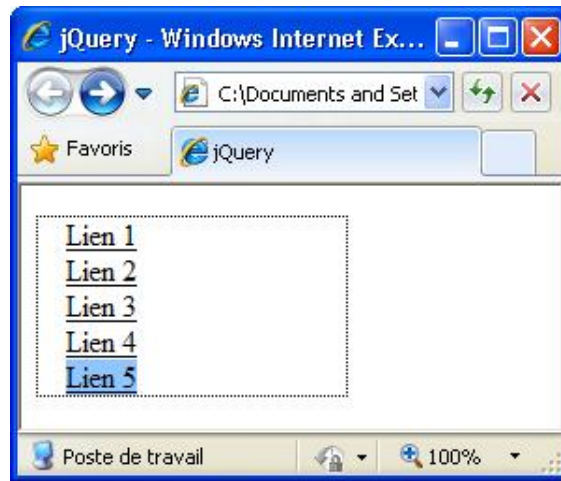 jQuery - Windows Internet Ex...
C:\Documents and Set
Favoris
jQuery
Lien 1
Lien 2
Lien 3
Lien 4
Lien 5
Poste de travail
100%